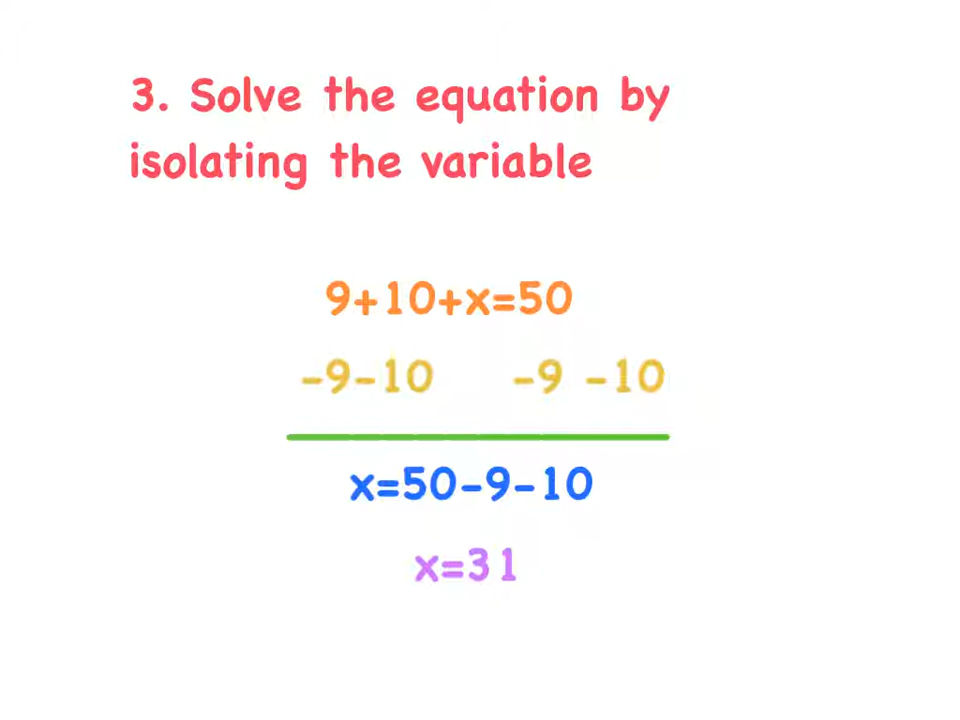 3. Solve the equation by
isolating the variable
9+10+x=50
-9-10 -9 -10
x=50-9-10
x=31